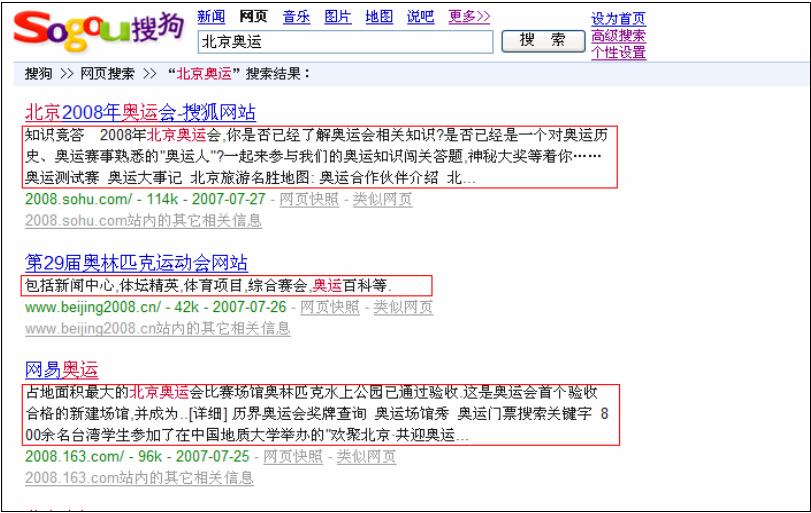 Sogou搜狗
新闻 网页 音乐 图片 地图 说吧 更多>>
北京奥运 搜 索
设为首页
高级搜索
个性设置
搜狗 >> 网页搜索 >> “北京奥运”搜索结果：
北京2008年奥运会-搜狐网站
知识竞答 2008年北京奥运会,你是否已经了解奥运会相关知识?是否已经是一个对奥运历
史、奥运赛事熟悉的"奥运人"?一起来参与我们的奥运知识闯关答题,神秘大奖等着你……
奥运测试赛 奥运大事记 北京旅游名胜地图: 奥运合作伙伴介绍 北...
2008.sohu.com/ - 114k - 2007-07-27 - 网页快照 - 类似网页
2008.sohu.com站内的其它相关信息
第29届奥林匹克运动会网站
包括新闻中心,体坛精英,体育项目,综合赛会,奥运百科等.
www.beijing2008.cn/ - 42k - 2007-07-26 - 网页快照 - 类似网页
www.beijing2008.cn站内的其它相关信息
网易奥运
占地面积最大的北京奥运会比赛场馆奥林匹克水上公园已通过验收.这是奥运会首个验收
合格的新建场馆,并成为..[详细] 历界奥运会奖牌查询 奥运场馆秀 奥运门票搜索关键字 8
00余名台湾学生参加了在中国地质大学举办的"欢聚北京·共迎奥运...
2008.163.com/ - 96k - 2007-07-25 - 网页快照 - 类似网页
2008.163.com站内的其它相关信息